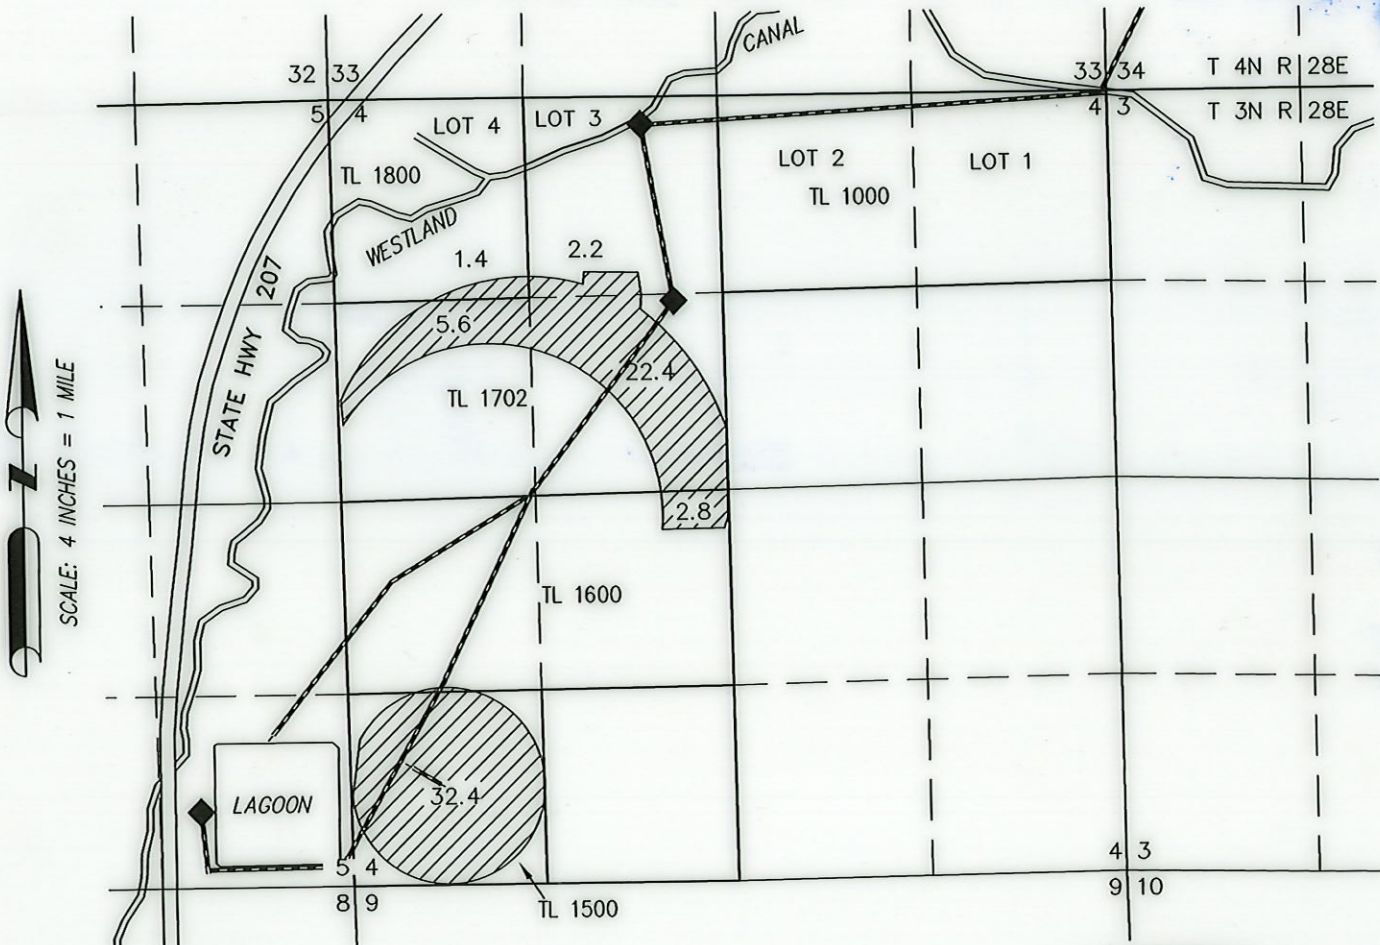 CANAL
32 33
33 34
T 4N R 28E
5 4
4 3
T 3N R 28E
LOT 4
LOT 3
LOT 2
LOT 1
TL 1800
TL 1000
WESTLAND
1.4
2.2
STATE HWY 207
5.6
22.4
TL 1702
SCALE: 4 INCHES = 1 MILE
N
2.8
TL 1600
LAGOON
32.4
5 4
4 3
8 9
9 10
TL 1500